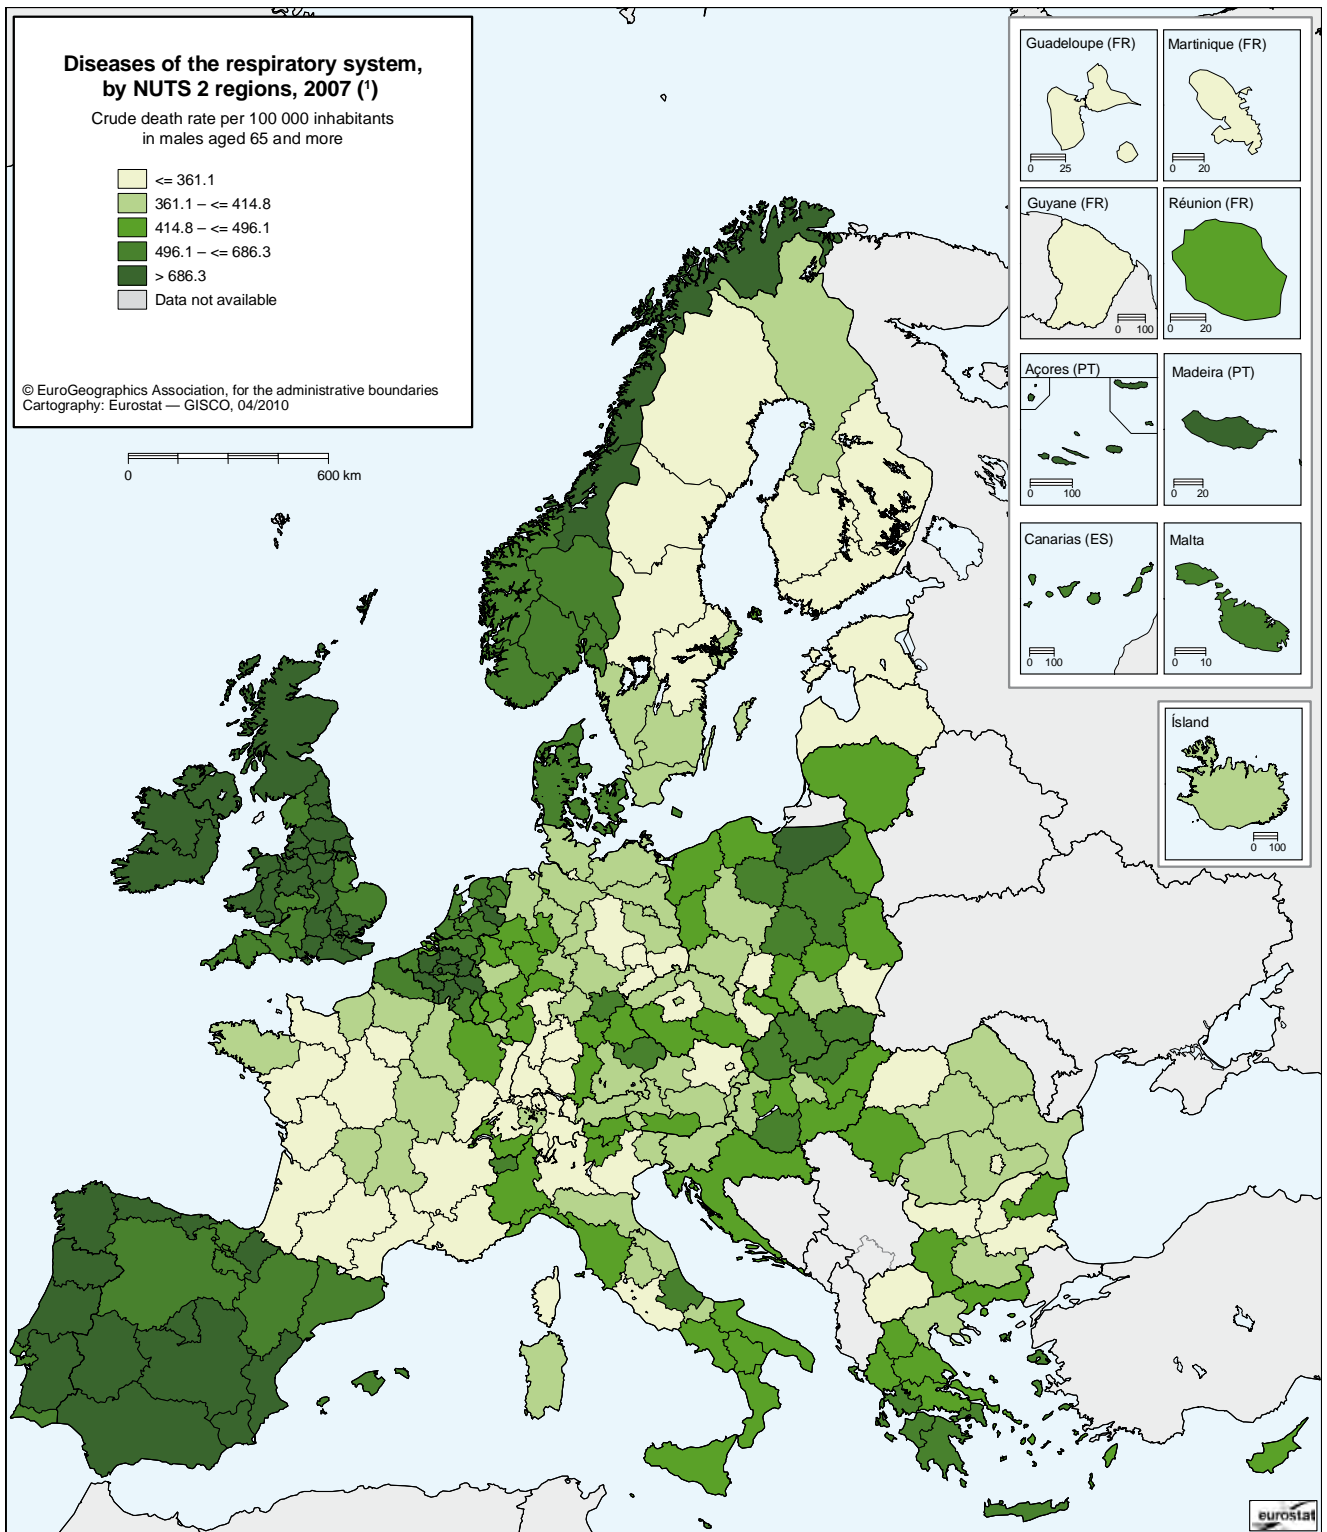 Diseases of the respiratory system,
by NUTS 2 regions, 2007 (¹)
Crude death rate per 100 000 inhabitants
in males aged 65 and more
<= 361.1
361.1 – <= 414.8
414.8 – <= 496.1
496.1 – <= 686.3
> 686.3
Data not available
© EuroGeographics Association, for the administrative boundaries
Cartography: Eurostat — GISCO, 04/2010
0 600 km
Guadeloupe (FR)
0 25
Martinique (FR)
0 20
Guyane (FR)
0 100
Réunion (FR)
0 20
Açores (PT)
0 100
Madeira (PT)
0 20
Canarias (ES)
0 100
Malta
0 10
Ísland
0 100
eurostat